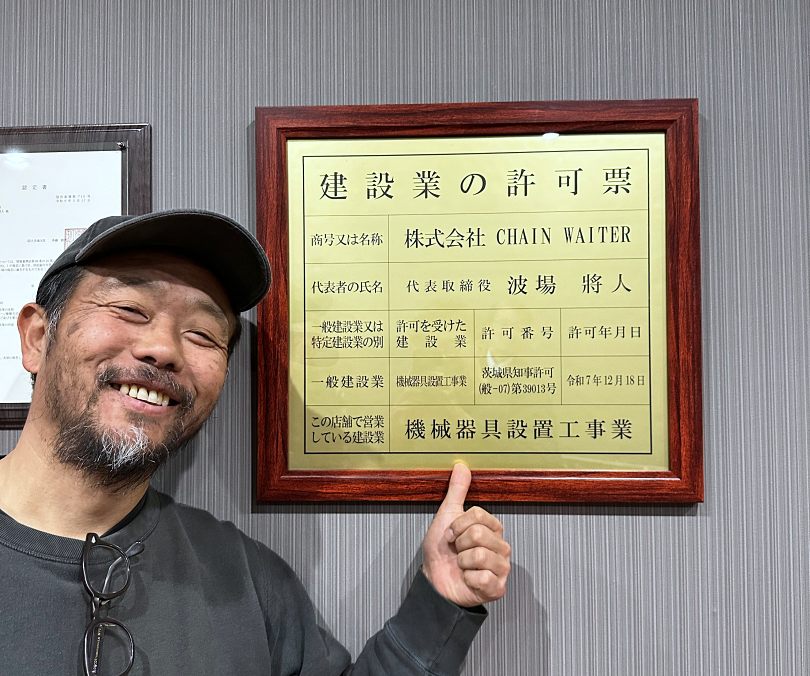 認定書
建設業の許可票
商号又は名称 株式会社 CHAIN WAITER
代表者の氏名 代表取締役 波場 將人
一般建設業又は
特定建設業の別
許可を受けた
建設業
許可番号
許可年月日
一般建設業
機械器具設置工事業
茨城県知事許可
(般-07)第39013号
令和7年12月18日
この店舗で営業
している建設業
機械器具設置工事業